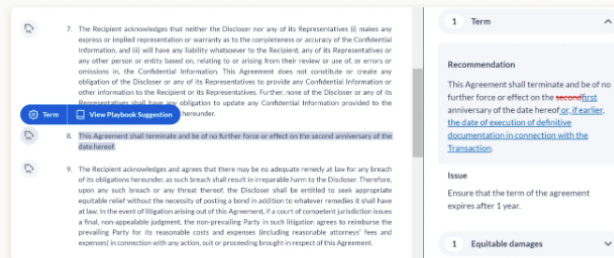 7. The Recipient acknowledges that neither the Discloser nor any of its Representatives (i) makes any
express or implied representation or warranty as to the completeness or accuracy of the Confidential
Information, and (ii) will have any liability whatsoever to the Recipient, any of its Representatives or
any other person or entity based on, relating to or arising from their review or use of, or errors or
omissions in, the Confidential Information. This Agreement does not constitute or create any
obligation of the Discloser or any of its Representatives to provide any Confidential Information or
other information to the Recipient or its Representatives. Further, none of the Discloser or any of its
Representatives shall have any obligation to update any Confidential Information provided to the
hereunder.
Term
View Playbook Suggestion
8. This Agreement shall terminate and be of no further force or effect on the second anniversary of the
date hereof.
9. The Recipient acknowledges and agrees that there may be no adequate remedy at law for any breach
of its obligations hereunder, as such breach shall result in irreparable harm to the Discloser. Therefore,
upon any such breach or any threat thereof, the Discloser shall be entitled to seek appropriate
equitable relief without the necessity of posting a bond in addition to whatever remedies it shall have
at law. In the event of litigation arising out of this Agreement, if a court of competent jurisdiction issues
a final, non-appealable judgment, the non-prevailing Party in such litigation agrees to reimburse the
prevailing Party for its reasonable costs and expenses (including reasonable attorneys' fees and
expenses) in connection with any action, suit or proceeding brought in respect of this Agreement.
1 Term
Recommendation
This Agreement shall terminate and be of no
further force or effect on the secondfirst
anniversary of the date hereof or, if earlier,
the date of execution of definitive
documentation in connection with the
Transaction.
Issue
Ensure that the term of the agreement
expires after 1 year.
1 Equitable damages